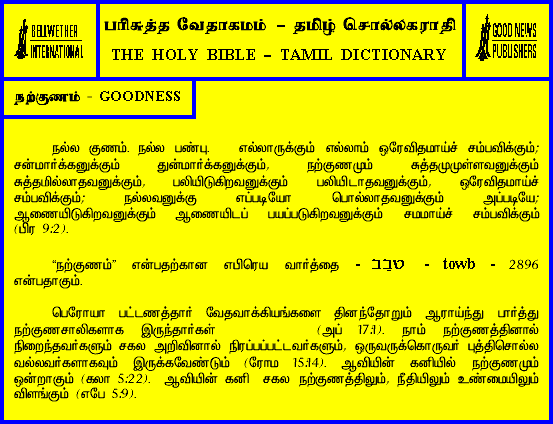 BELLWETHER
INTERNATIONAL
பரிசுத்த வேதாகமம் – தமிழ் சொல்லகராதி
THE HOLY BIBLE – TAMIL DICTIONARY
GOOD NEWS
PUBLISHERS
நற்குணம் - GOODNESS
நல்ல குணம். நல்ல பண்பு. எல்லாருக்கும் எல்லாம் ஒரேவிதமாய்ச் சம்பவிக்கும்;
சன்மார்க்கனுக்கும் துன்மார்க்கனுக்கும், நற்குணமும் சுத்தமுமுள்ளவனுக்கும்
சுத்தமில்லாதவனுக்கும், பலியிடுகிறவனுக்கும் பலியிடாதவனுக்கும், ஒரேவிதமாய்ச்
சம்பவிக்கும்; நல்லவனுக்கு எப்படியோ பொல்லாதவனுக்கும் அப்படியே;
ஆணையிடுகிறவனுக்கும் ஆணையிடப் பயப்படுகிறவனுக்கும் சமமாய்ச் சம்பவிக்கும்
(பிர 9:2).
“நற்குணம்” என்பதற்கான எபிரெய வார்த்தை - טבב - towb - 2896
என்பதாகும்.
பெரோயா பட்டணத்தார் வேதவாக்கியங்களை தினந்தோறும் ஆராய்ந்து பார்த்து
நற்குணசாலிகளாக இருந்தார்கள் (அப் 17:1). நாம் நற்குணத்தினால்
நிறைந்தவர்களும் சகல அறிவினால் நிரப்பப்பட்டவர்களும், ஒருவருக்கொருவர் புத்திசொல்ல
வல்லவர்களாகவும் இருக்கவேண்டும் (ரோம 15:14). ஆவியின் கனியில் நற்குணமும்
ஒன்றாகும் (கலா 5:22). ஆவியின் கனி சகல நற்குணத்திலும், நீதியிலும் உண்மையிலும்
விளங்கும் (எபே 5:9).